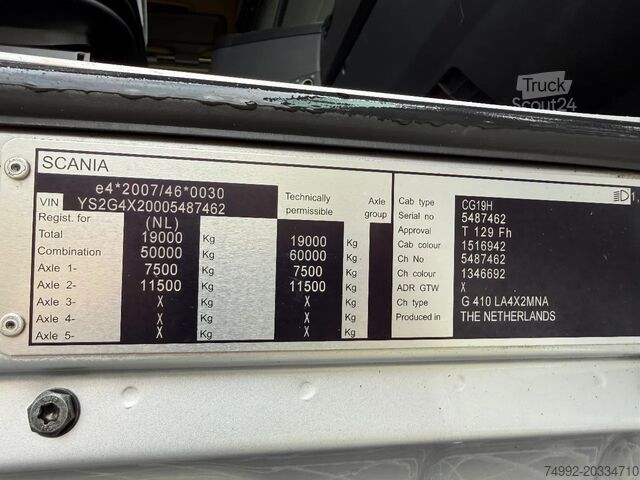 Truck
Scout24
SCANIA
e4*2007/46*0030
VIN YS2G4X20005487462
Regist. for (NL) Technically permissible Axle group
Total 19000 Kg 19000 Kg
Combination 50000 Kg 60000 Kg
Axle 1- 7500 Kg 7500 Kg
Axle 2- 11500 Kg 11500 Kg
Axle 3- X Kg X Kg
Axle 4- X Kg X Kg
Axle 5- X Kg X Kg
Cab type CG19H
Serial no 5487462
Approval T 129 Fh
Cab colour 1516942
Ch No 5487462
Ch colour 1346692
ADR GTW X
Ch type G 410 LA4X2MNA
Produced in THE NETHERLANDS
74992-20334710